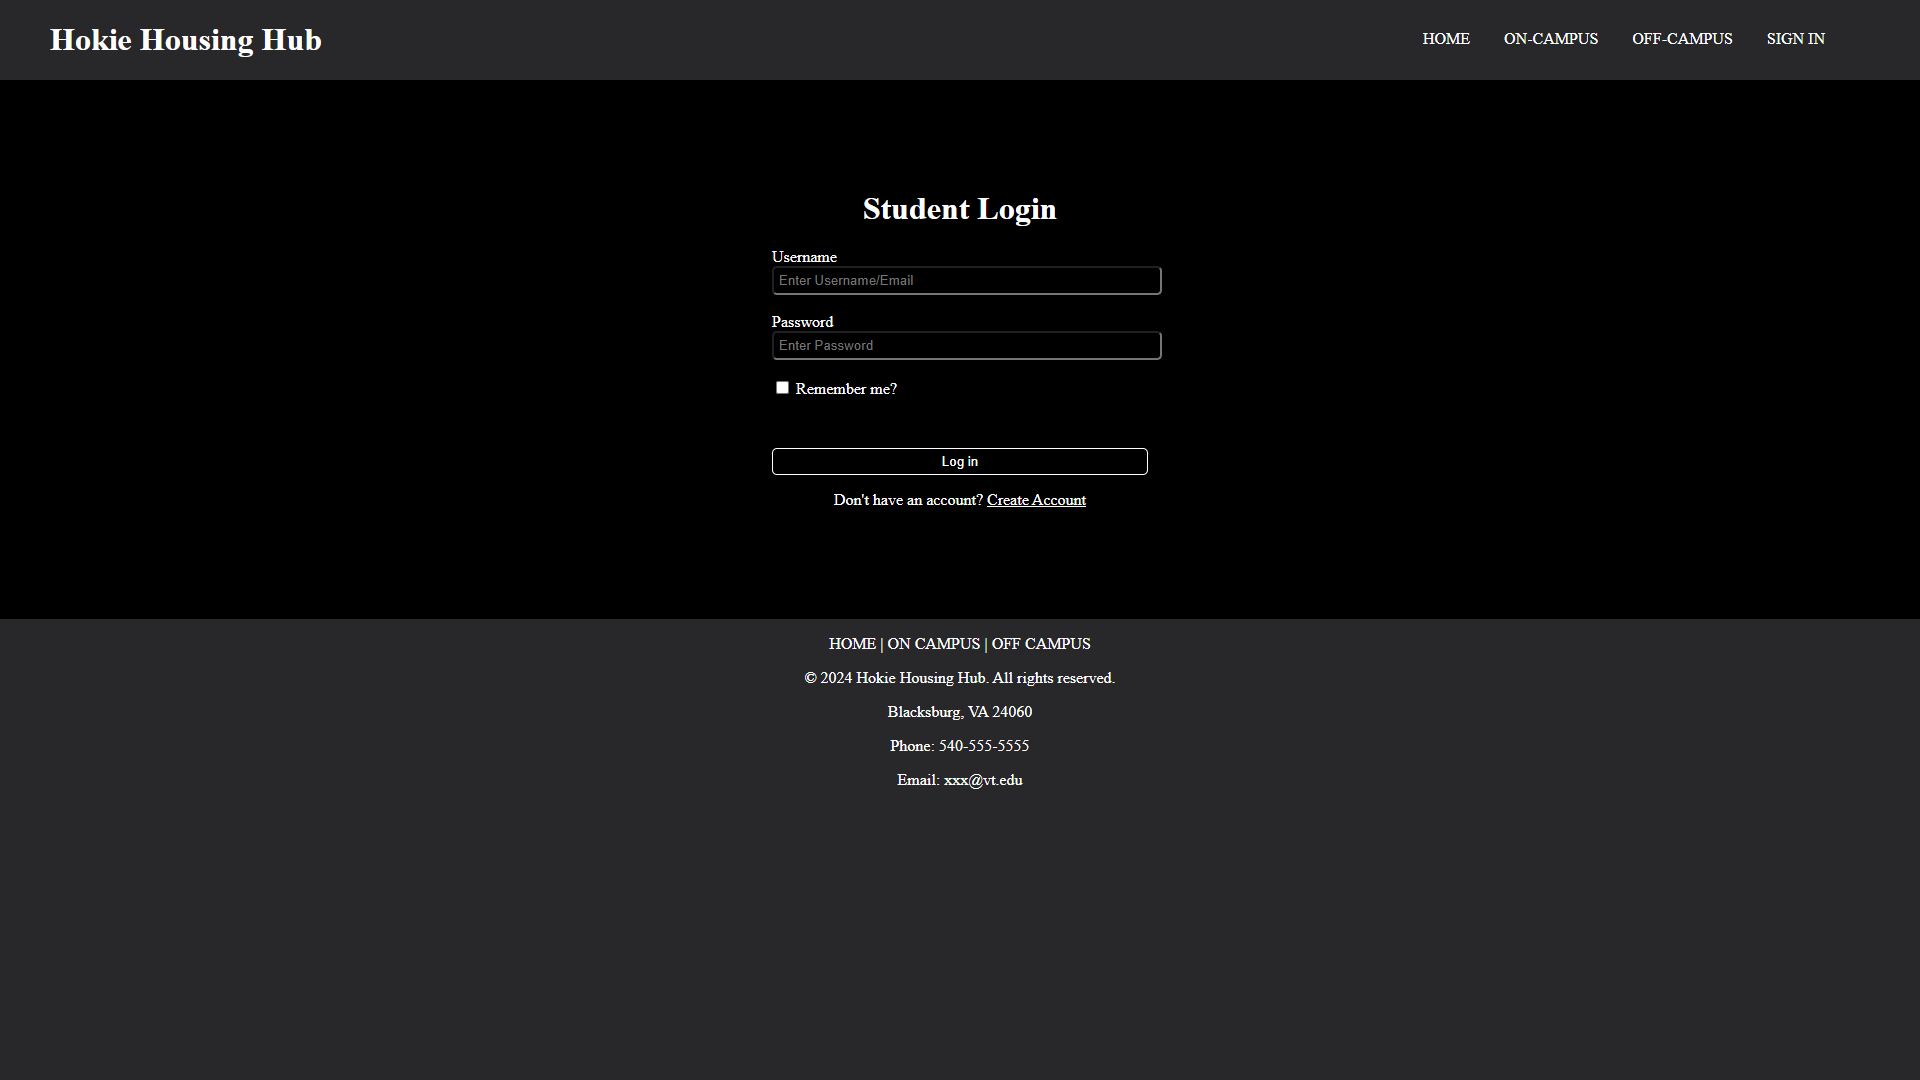 Hokie Housing Hub
HOME ON-CAMPUS OFF-CAMPUS SIGN IN
Student Login
Username
Enter Username/Email
Password
Enter Password
Remember me?
Log in
Don't have an account? Create Account
HOME | ON CAMPUS | OFF CAMPUS
© 2024 Hokie Housing Hub. All rights reserved.
Blacksburg, VA 24060
Phone: 540-555-5555
Email: xxx@vt.edu